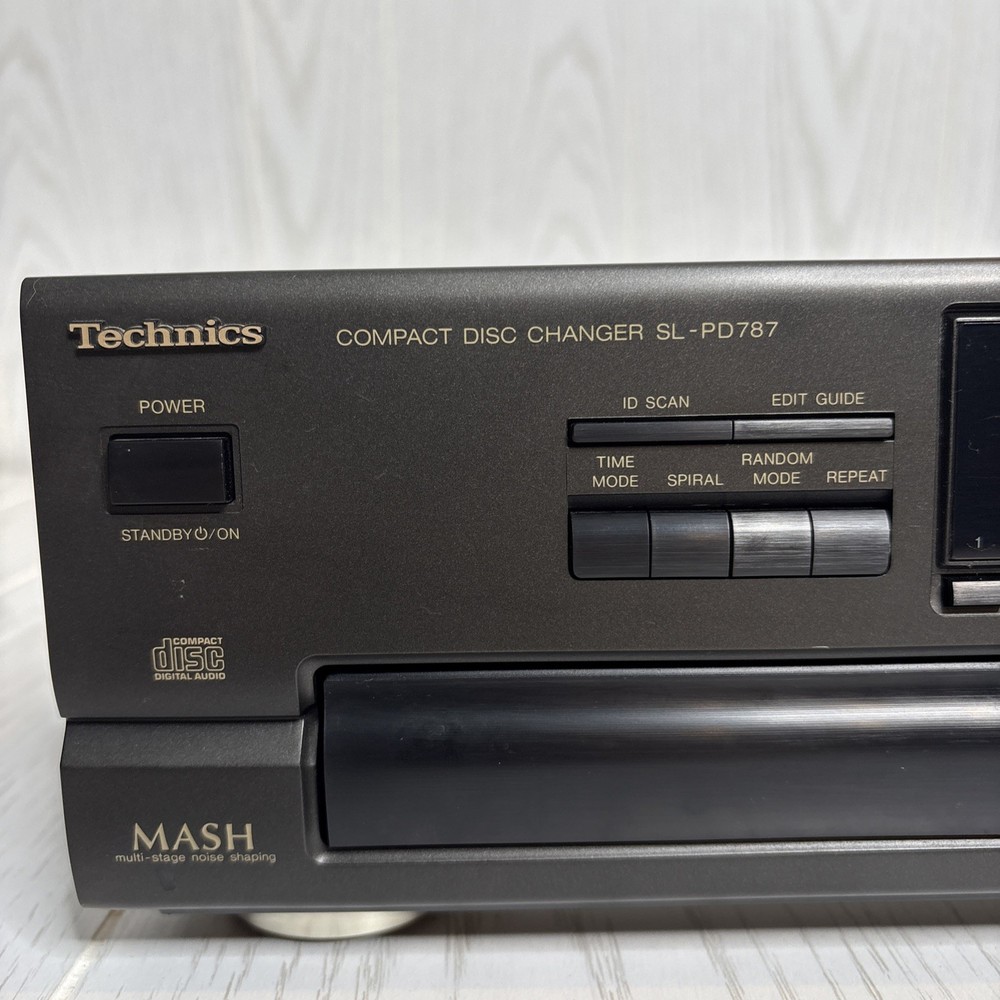 Technics
COMPACT DISC CHANGER SL-PD787
POWER
STANDBY⏻/ON
ID SCAN
EDIT GUIDE
TIME MODE
SPIRAL
RANDOM MODE
REPEAT
1
COMPACT
disc
DIGITAL AUDIO
MASH
multi-stage noise shaping